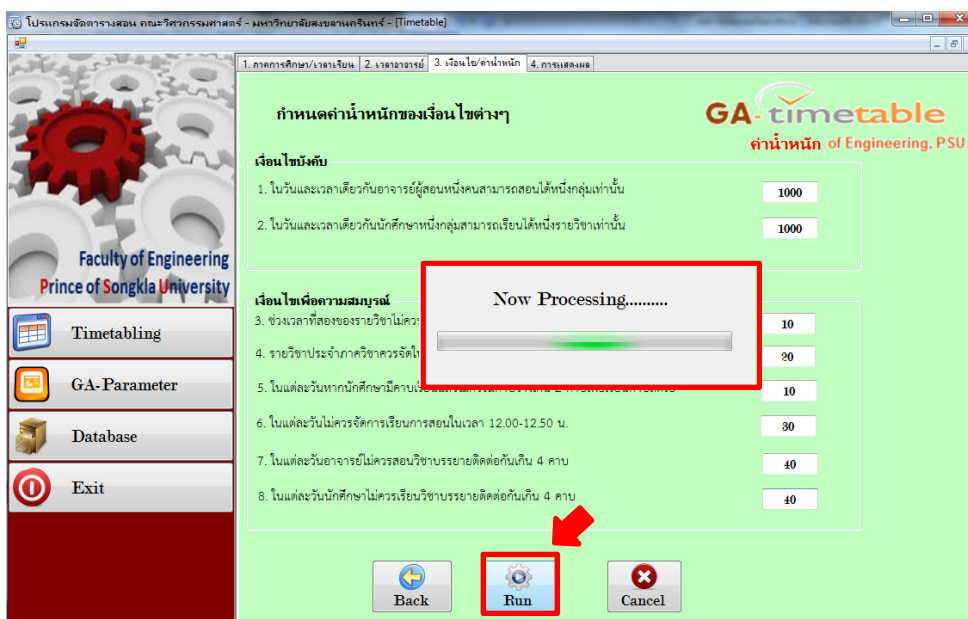 โปรแกรมจัดตารางสอน คณะวิศวกรรมศาสตร์ - มหาวิทยาลัยสงขลานครินทร์ - [Timetable]
1. ภาคการศึกษา/เวลาเรียน 2. เวลาอาจารย์ 3. เงื่อนไข/ค่าน้ำหนัก 4. การแสดงผล
กำหนดค่าน้ำหนักของเงื่อนไขต่างๆ
GA-timetable
ค่าน้ำหนัก of Engineering, PSU
เงื่อนไขบังคับ
1. ในวันและเวลาเดียวกันอาจารย์ผู้สอนหนึ่งคนสามารถสอนได้หนึ่งกลุ่มเท่านั้น 1000
2. ในวันและเวลาเดียวกันนักศึกษาหนึ่งกลุ่มสามารถเรียนได้หนึ่งรายวิชาเท่านั้น 1000
Faculty of Engineering
Prince of Songkla University
Timetabling
GA-Parameter
Database
Exit
Now Processing..........
เงื่อนไขเพื่อความสมบูรณ์
3. ช่วงเวลาที่สองของรายวิชาไม่ควร 10
4. รายวิชาประจำภาควิชาควรจัดใน 20
5. ในแต่ละวันหากนักศึกษามีคาบ 10
6. ในแต่ละวันไม่ควรจัดการเรียนการสอนในเวลา 12.00-12.50 น. 30
7. ในแต่ละวันอาจารย์ไม่ควรสอนวิชาบรรยายติดต่อกันเกิน 4 คาบ 40
8. ในแต่ละวันนักศึกษาไม่ควรเรียนวิชาบรรยายติดต่อกันเกิน 4 คาบ 40
Back Run Cancel